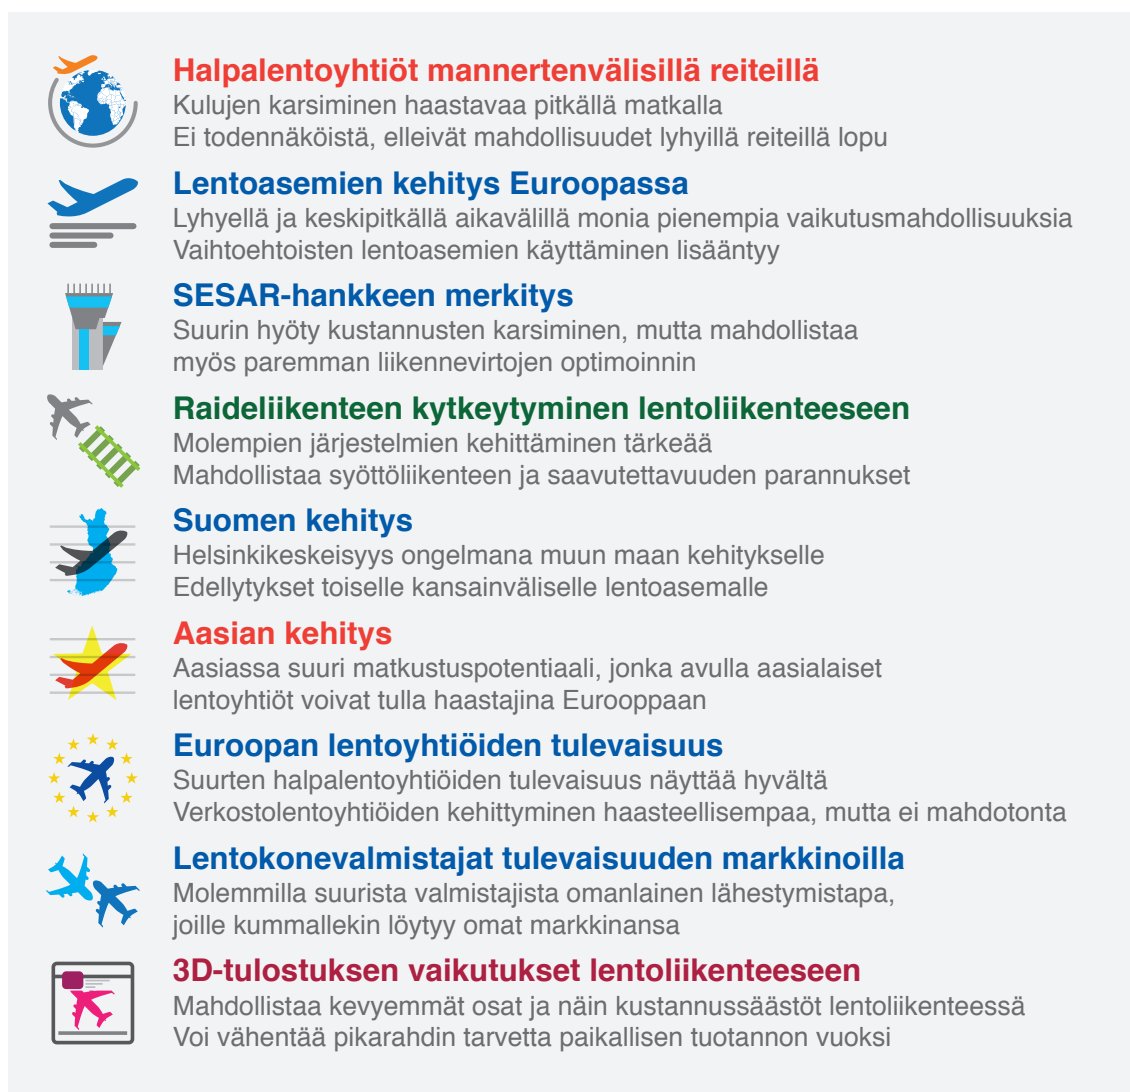 Halpalentoyhtiöt mannertenvälisillä reiteillä
Kulujen karsiminen haastavaa pitkällä matkalla
Ei todennäköistä, elleivät mahdollisuudet lyhyillä reiteillä lopu
Lentoasemien kehitys Euroopassa
Lyhyellä ja keskipitkällä aikavälillä monia pienempia vaikutusmahdollisuuksia
Vaihtoehtoisten lentoasemien käyttäminen lisääntyy
SESAR-hankkeen merkitys
Suurin hyöty kustannusten karsiminen, mutta mahdollistaa
myös paremman liikennevirtojen optimoinnin
Raideliikenteen kytkeytyminen lentoliikenteeseen
Molempien järjestelmien kehittäminen tärkeää
Mahdollistaa syöttöliikenteen ja saavutettavuuden parannukset
Suomen kehitys
Helsinkikeskeisyys ongelmana muun maan kehitykselle
Edellytykset toiselle kansainväliselle lentoasemalle
Aasian kehitys
Aasiassa suuri matkustuspotentiaali, jonka avulla aasialaiset
lentoyhtiöt voivat tulla haastajina Eurooppaan
Euroopan lentoyhtiöiden tulevaisuus
Suurten halpalentoyhtiöiden tulevaisuus näyttää hyvältä
Verkostolentoyhtiöiden kehittyminen haasteellisempaa, mutta ei mahdotonta
Lentokonevalmistajat tulevaisuuden markkinoilla
Molemmilla suurista valmistajista omanlainen lähestymistapa,
joille kummallekin löytyy omat markkinansa
3D-tulostuksen vaikutukset lentoliikenteeseen
Mahdollistaa kevyemmät osat ja näin kustannussäästöt lentoliikenteessä
Voi vähentää pikarahdin tarvetta paikallisen tuotannon vuoksi